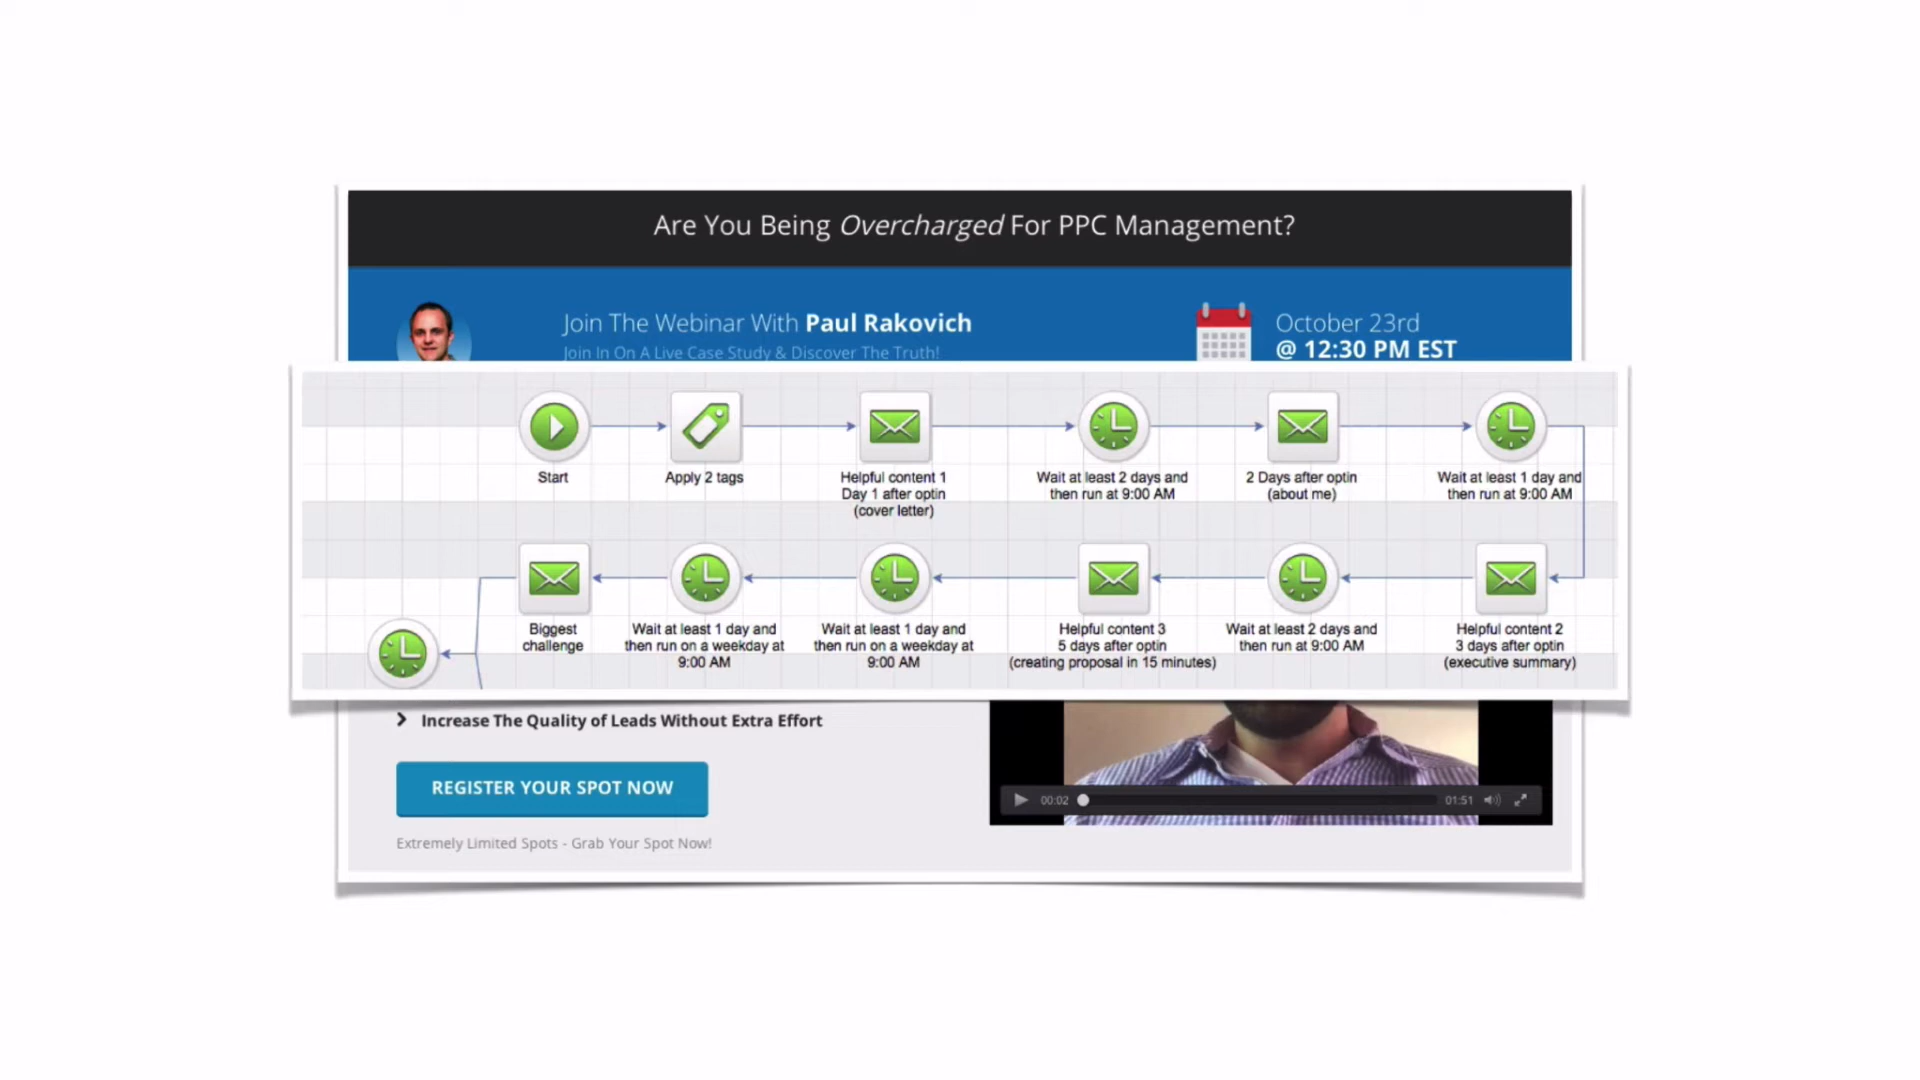 Are You Being Overcharged For PPC Management?
Join The Webinar With Paul Rakovich
Join In On A Live Case Study & Discover The Truth!
October 23rd
@ 12:30 PM EST
Start
Apply 2 tags
Helpful content 1
Day 1 after optin
(cover letter)
Wait at least 2 days and
then run at 9:00 AM
2 Days after optin
(about me)
Wait at least 1 day and
then run at 9:00 AM
Biggest
challenge
Wait at least 1 day and
then run on a weekday at
9:00 AM
Wait at least 1 day and
then run on a weekday at
9:00 AM
Helpful content 3
5 days after optin
(creating proposal in 15 minutes)
Wait at least 2 days and
then run at 9:00 AM
Helpful content 2
3 days after optin
(executive summary)
Increase The Quality of Leads Without Extra Effort
REGISTER YOUR SPOT NOW
Extremely Limited Spots - Grab Your Spot Now!
00:02
01:51